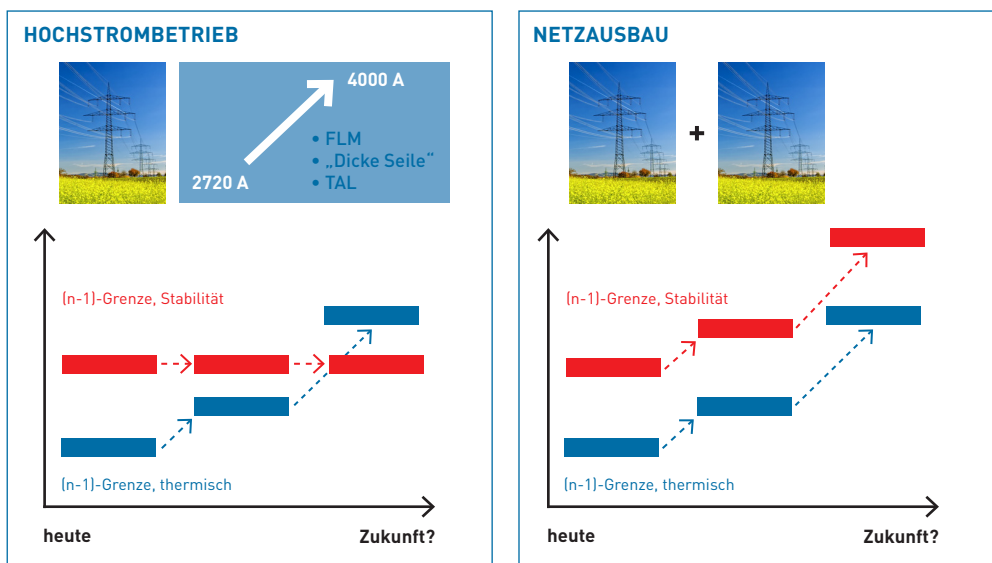 HOCHSTROMBETRIEB
4000 A
• FLM
• „Dicke Seile“
• TAL
2720 A
(n-1)-Grenze, Stabilität
(n-1)-Grenze, thermisch
heute
Zukunft?
NETZAUSBAU
+
(n-1)-Grenze, Stabilität
(n-1)-Grenze, thermisch
heute
Zukunft?